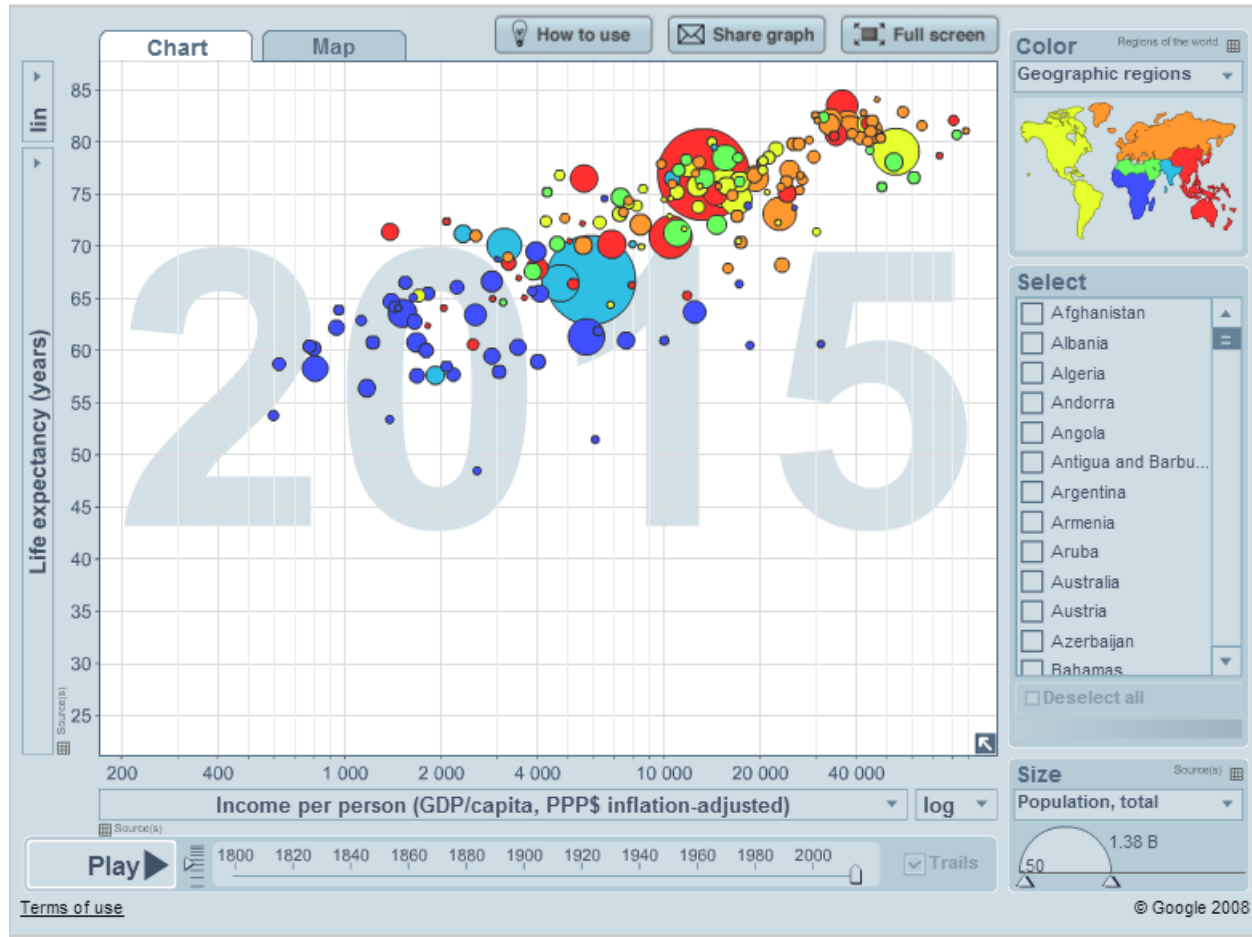 Chart
Map
How to use
Share graph
Full screen
Color
Regions of the world
Geographic regions
lin
Life expectancy (years)
Source(s)
85
80
75
70
65
60
55
50
45
40
35
30
25
2015
200
400
1 000
2 000
4 000
10 000
20 000
40 000
Income per person (GDP/capita, PPP$ inflation-adjusted)
log
Source(s)
Select
Afghanistan
Albania
Algeria
Andorra
Angola
Antigua and Barbu...
Argentina
Armenia
Aruba
Australia
Austria
Azerbaijan
Bahamas
Deselect all
Size
Source(s)
Population, total
1.38 B
50
Play
1800 1820 1840 1860 1880 1900 1920 1940 1960 1980 2000
Trails
Terms of use
© Google 2008